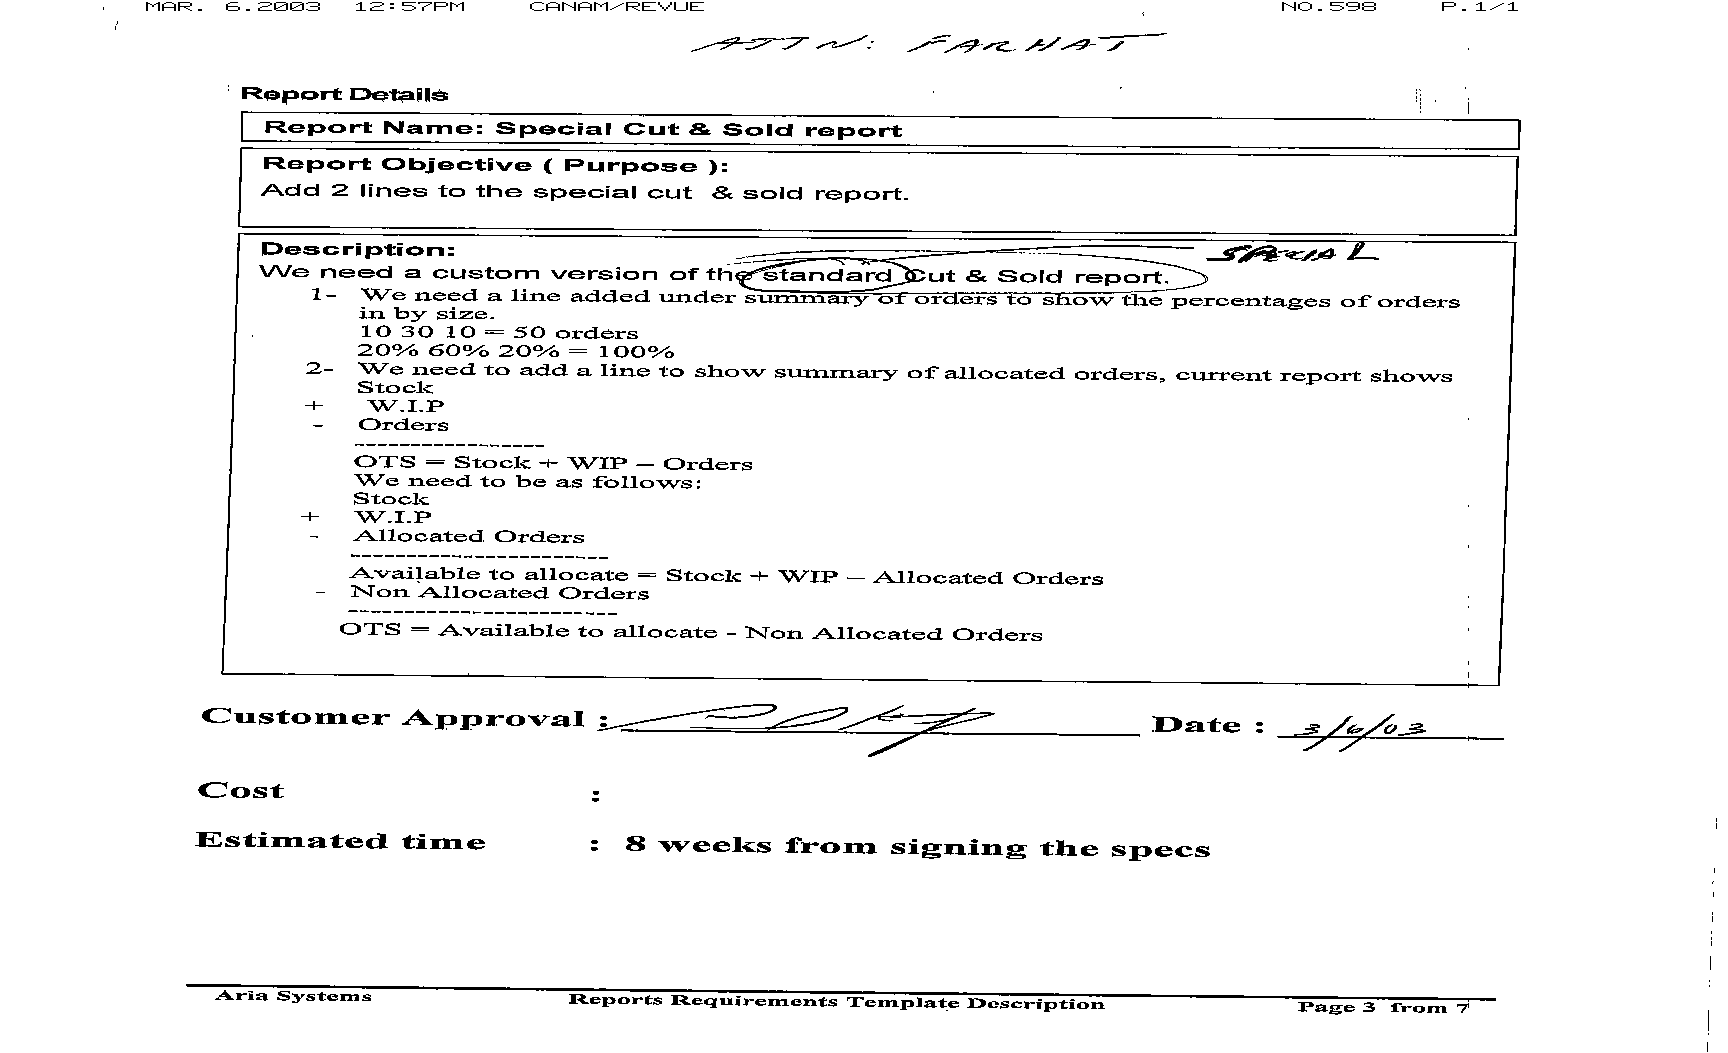 MAR. 6.2003 12:57PM CANAM/REVUE NO.598 P.1/1
ATTN: FARHAT
Report Details
Report Name: Special Cut & Sold report
Report Objective ( Purpose ):
Add 2 lines to the special cut & sold report.
Description:
SPECIAL
We need a custom version of the standard Cut & Sold report.
1- We need a line added under summary of orders to show the percentages of orders
in by size.
10 30 10 = 50 orders
20% 60% 20% = 100%
2- We need to add a line to show summary of allocated orders, current report shows
Stock
+ W.I.P
- Orders
-----------------
OTS = Stock + WIP – Orders
We need to be as follows:
Stock
+ W.I.P
- Allocated Orders
-----------------------
Available to allocate = Stock + WIP – Allocated Orders
- Non Allocated Orders
------------------------
OTS = Available to allocate - Non Allocated Orders
Customer Approval : Date : 3/6/03
Cost :
Estimated time : 8 weeks from signing the specs
Aria Systems Reports Requirements Template Description Page 3 from 7